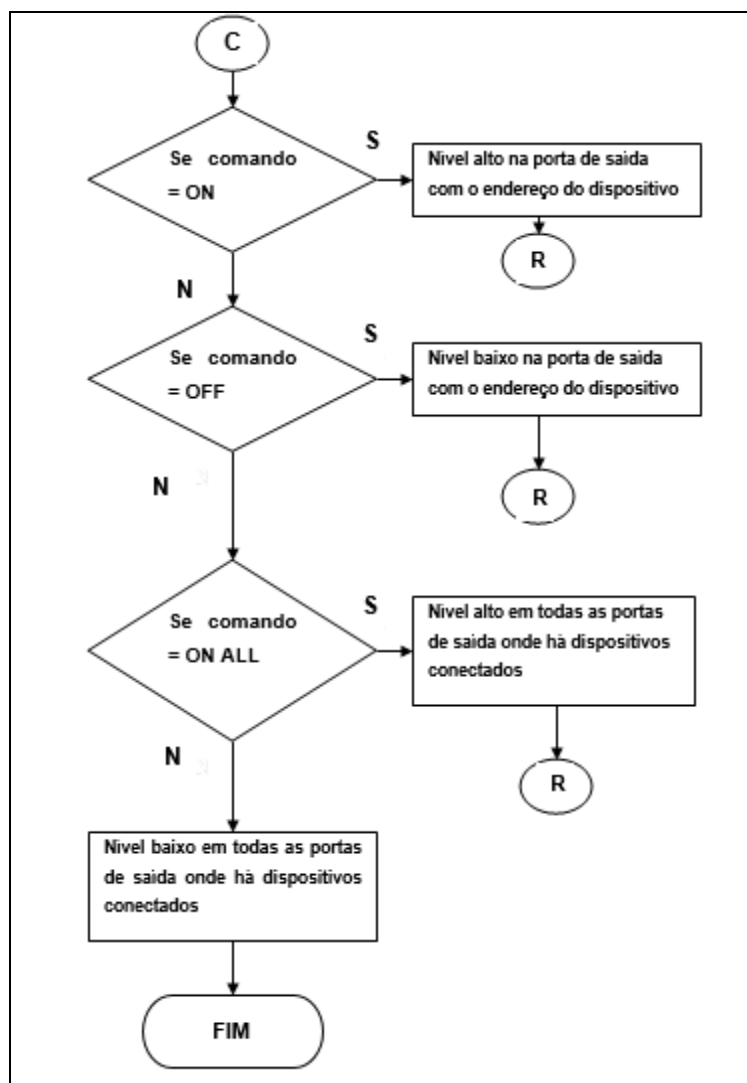 C
Se comando
= ON
S
Nivel alto na porta de saida
com o endereço do dispositivo
R
N
Se comando
= OFF
S
Nivel baixo na porta de saida
com o endereço do dispositivo
R
N
Se comando
= ON ALL
S
Nivel alto em todas as portas
de saida onde hà dispositivos
conectados
R
N
Nivel baixo em todas as portas
de saida onde hà dispositivos
conectados
FIM